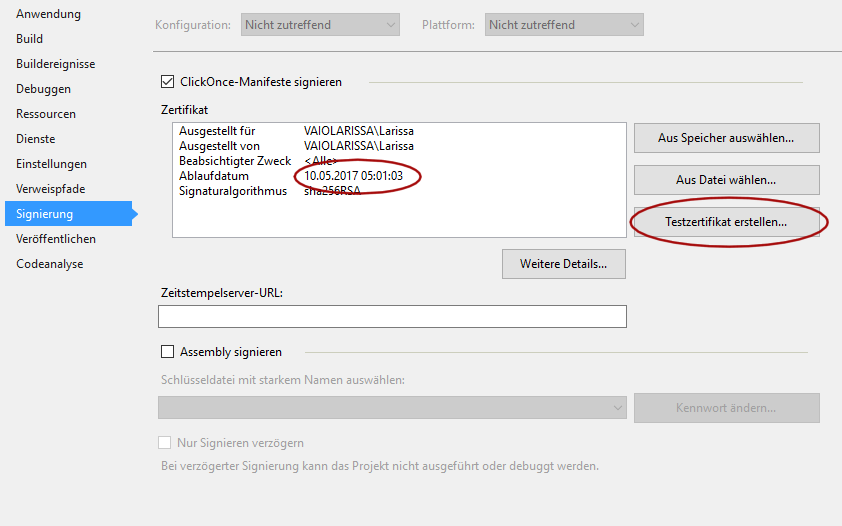 Anwendung
Build
Buildereignisse
Debuggen
Ressourcen
Dienste
Einstellungen
Verweispfade
Signierung
Veröffentlichen
Codeanalyse
Konfiguration: Nicht zutreffend Plattform: Nicht zutreffend
ClickOnce-Manifeste signieren
Zertifikat
Ausgestellt für VAIOLARISSA\Larissa
Ausgestellt von VAIOLARISSA\Larissa
Beabsichtigter Zweck <Alle>
Ablaufdatum 10.05.2017 05:01:03
Signaturalgorithmus sha256RSA
Aus Speicher auswählen...
Aus Datei wählen...
Testzertifikat erstellen...
Weitere Details...
Zeitstempelserver-URL:
Assembly signieren
Schlüsseldatei mit starkem Namen auswählen:
Kennwort ändern...
Nur Signieren verzögern
Bei verzögerter Signierung kann das Projekt nicht ausgeführt oder debuggt werden.